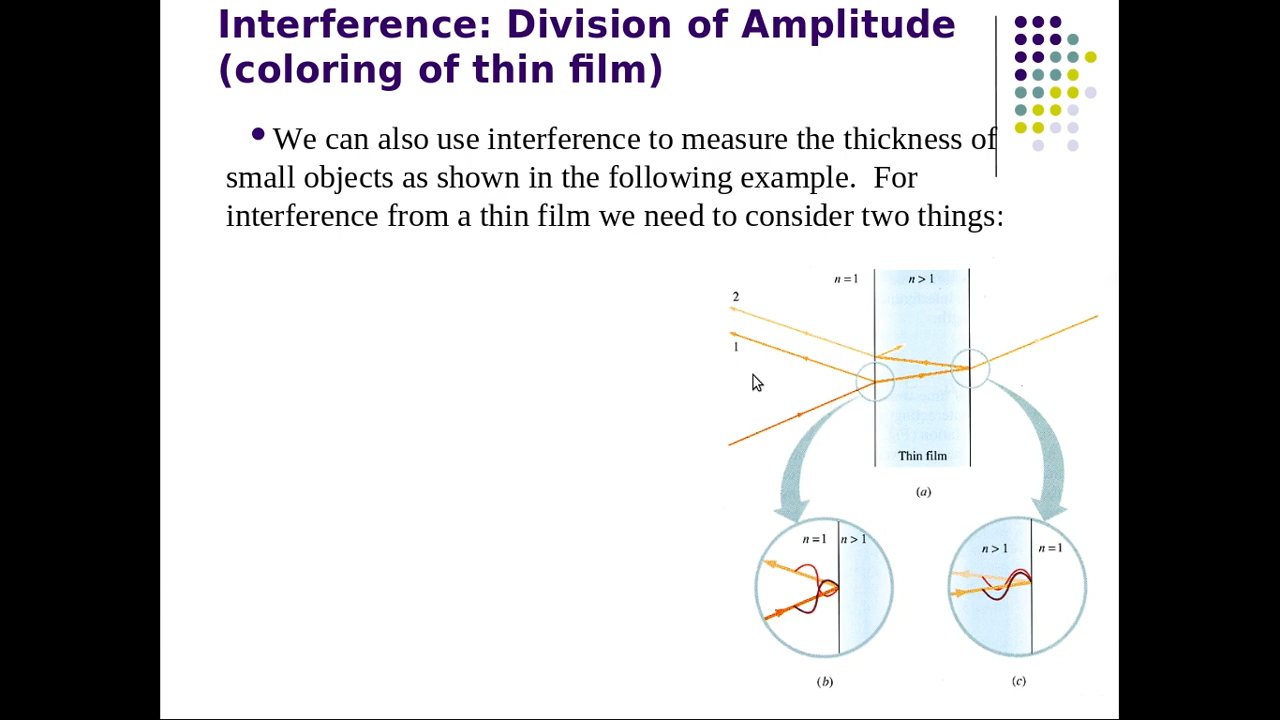 Interference: Division of Amplitude
(coloring of thin film)
We can also use interference to measure the thickness of
small objects as shown in the following example.  For
interference from a thin film we need to consider two things:
n = 1
n > 1
2
1
Thin film
(a)
n = 1
n > 1
n > 1
n = 1
(b)
(c)